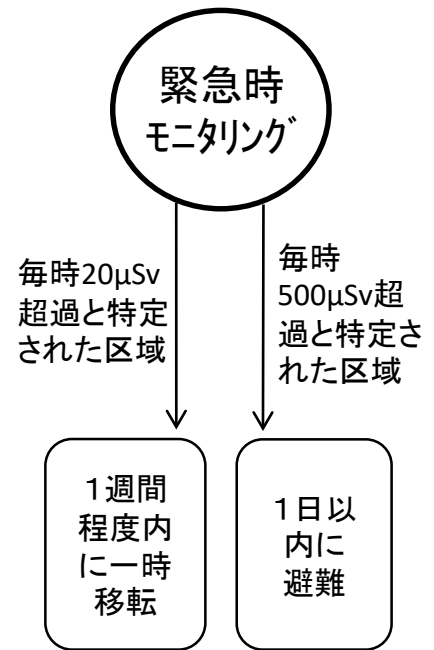 緊急時
モニタリング
毎時20μSv
超過と特定
された区域
毎時
500μSv超
過と特定さ
れた区域
１週間
程度内
に一時
移転
１日以
内に
避難